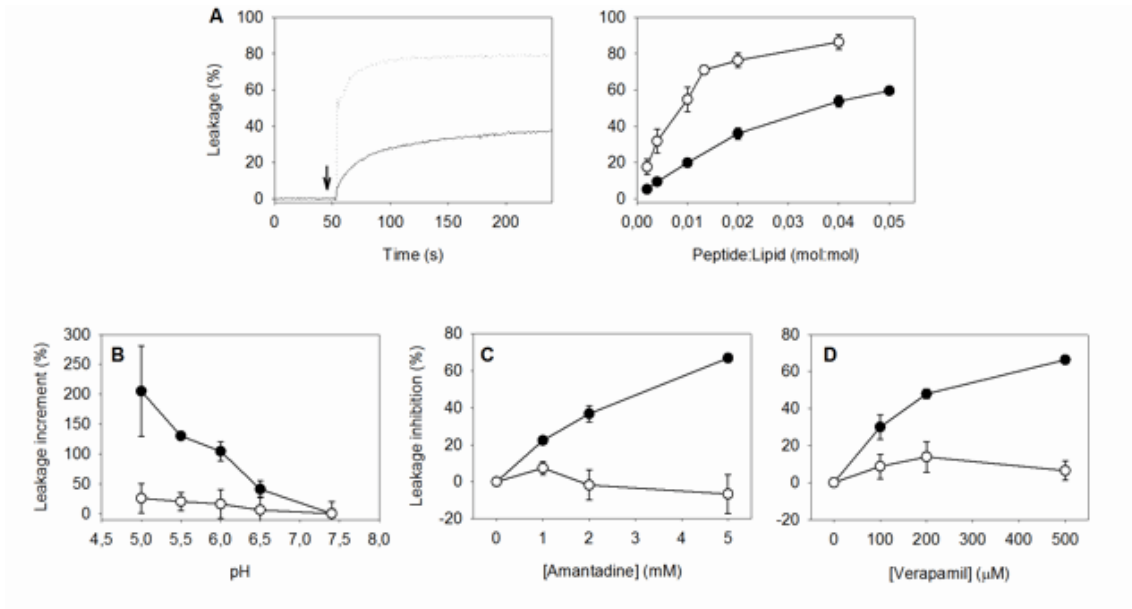 A
Leakage (%)
100
80
60
40
20
0
0 50 100 150 200
Time (s)
100
80
60
40
20
0
0,00 0,01 0,02 0,03 0,04 0,05
Peptide:Lipid (mol:mol)
B
Leakage increment (%)
300
250
200
150
100
50
0
4,5 5,0 5,5 6,0 6,5 7,0 7,5 8,0
pH
C
Leakage inhibition (%)
80
60
40
20
0
-20
0 1 2 3 4 5
[Amantadine] (mM)
D
80
60
40
20
0
-20
0 100 200 300 400 500
[Verapamil] (μM)